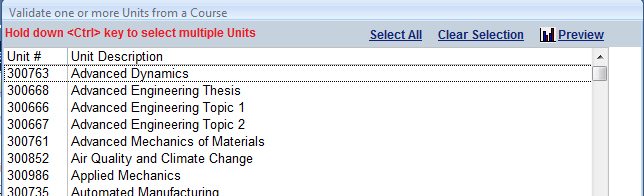 Validate one or more Units from a Course
Hold down <Ctrl> key to select multiple Units Select All Clear Selection Preview
Unit # Unit Description
300763 Advanced Dynamics
300668 Advanced Engineering Thesis
300666 Advanced Engineering Topic 1
300667 Advanced Engineering Topic 2
300761 Advanced Mechanics of Materials
300852 Air Quality and Climate Change
300986 Applied Mechanics
300735 Automated Manufacturing